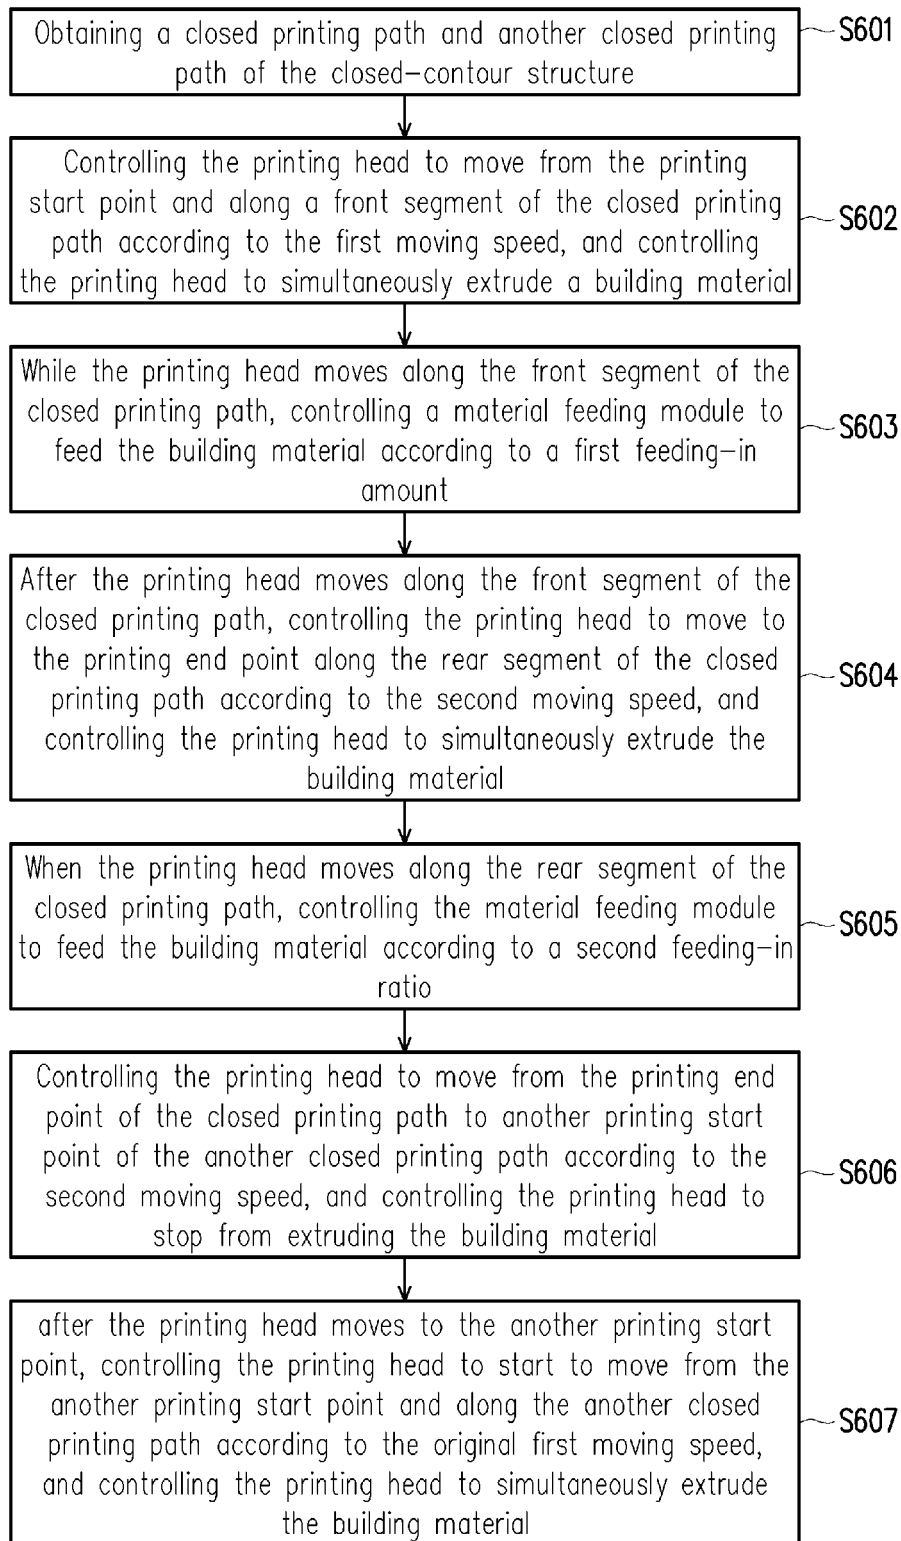 Obtaining a closed printing path and another closed printing
path of the closed-contour structure
S601
Controlling the printing head to move from the printing
start point and along a front segment of the closed printing
path according to the first moving speed, and controlling
the printing head to simultaneously extrude a building material
S602
While the printing head moves along the front segment of the
closed printing path, controlling a material feeding module to
feed the building material according to a first feeding-in
amount
S603
After the printing head moves along the front segment of the
closed printing path, controlling the printing head to move to
the printing end point along the rear segment of the closed
printing path according to the second moving speed, and
controlling the printing head to simultaneously extrude the
building material
S604
When the printing head moves along the rear segment of the
closed printing path, controlling the material feeding module
to feed the building material according to a second feeding-in
ratio
S605
Controlling the printing head to move from the printing end
point of the closed printing path to another printing start
point of the another closed printing path according to the
second moving speed, and controlling the printing head to
stop from extruding the building material
S606
after the printing head moves to the another printing start
point, controlling the printing head to start to move from the
another printing start point and along the another closed
printing path according to the original first moving speed,
and controlling the printing head to simultaneously extrude
the building material
S607